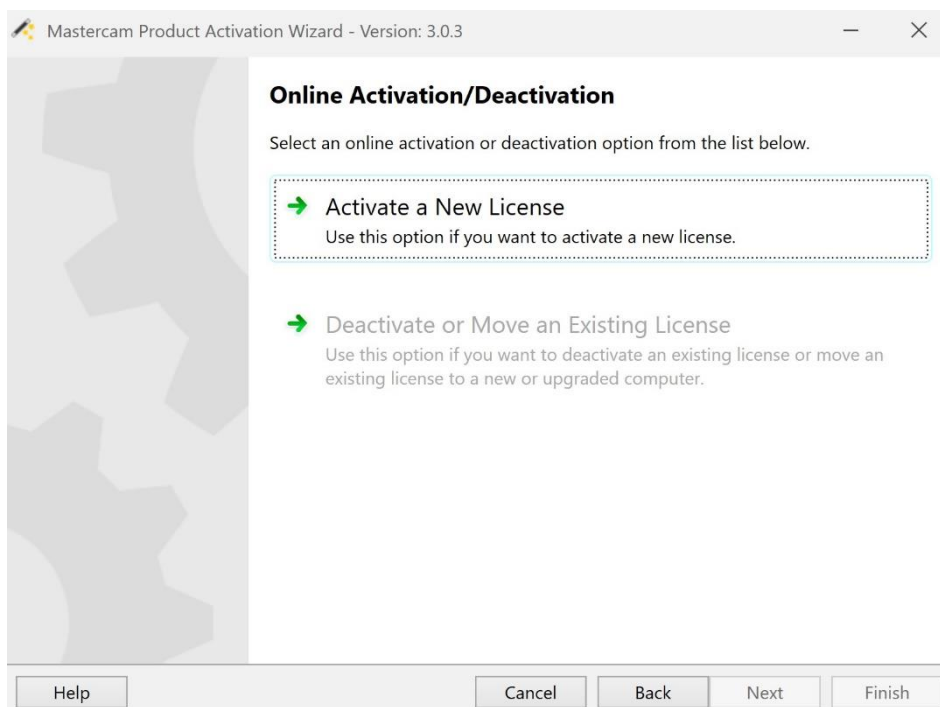 Mastercam Product Activation Wizard - Version: 3.0.3
Online Activation/Deactivation
Select an online activation or deactivation option from the list below.
Activate a New License
Use this option if you want to activate a new license.
Deactivate or Move an Existing License
Use this option if you want to deactivate an existing license or move an
existing license to a new or upgraded computer.
Help
Cancel
Back
Next
Finish